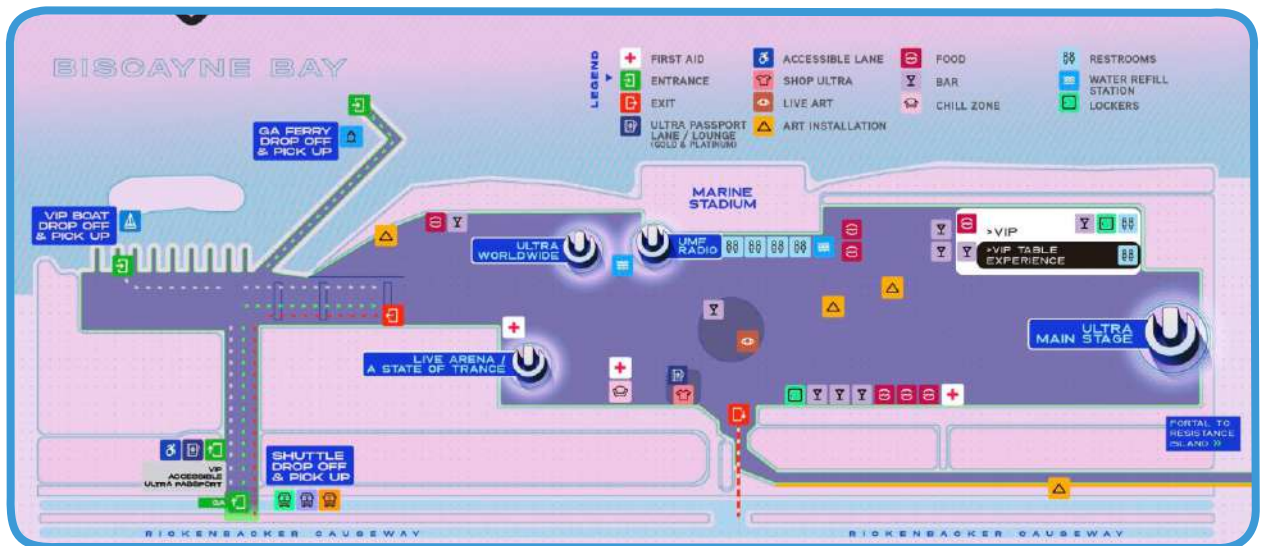 BISCAYNE BAY
LEGEND
FIRST AID
ENTRANCE
EXIT
ULTRA PASSPORT
LANE / LOUNGE
(GOLD & PLATINUM)
ACCESSIBLE LANE
SHOP ULTRA
LIVE ART
ART INSTALLATION
FOOD
BAR
CHILL ZONE
RESTROOMS
WATER REFILL
STATION
LOCKERS
GA FERRY
DROP OFF
& PICK UP
VIP BOAT
DROP OFF
& PICK UP
MARINE
STADIUM
ULTRA
WORLDWIDE
UMF
RADIO
>VIP
>VIP TABLE
EXPERIENCE
ULTRA
MAIN STAGE
LIVE ARENA /
A STATE OF TRANCE
PORTAL TO
RESISTANCE
ISLAND >>
VIP
ACCESSIBLE
ULTRA PASSPORT
GA
SHUTTLE
DROP OFF
& PICK UP
RICKENBACKER CAUSEWAY
RICKENBACKER CAUSEWAY